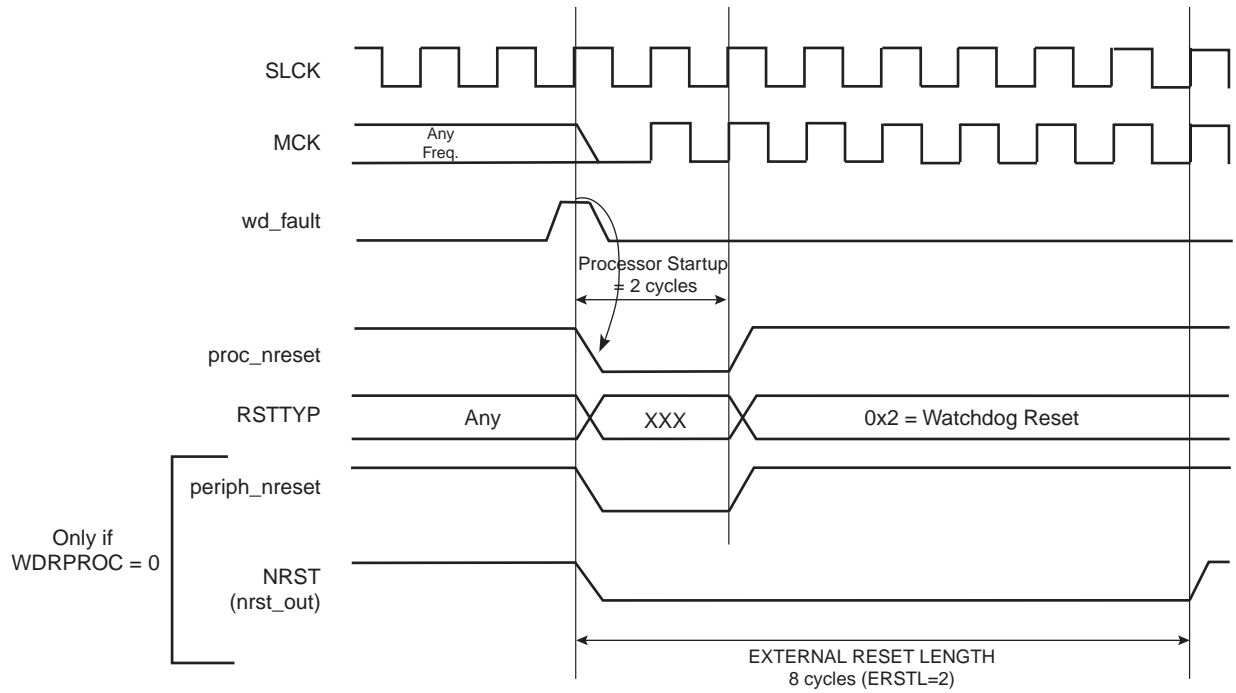 SLCK
MCK
Any
Freq.
wd_fault
Processor Startup
= 2 cycles
proc_nreset
RSTTYP
Any
XXX
0x2 = Watchdog Reset
periph_nreset
Only if
WDRPROC = 0
NRST
(nrst_out)
EXTERNAL RESET LENGTH
8 cycles (ERSTL=2)